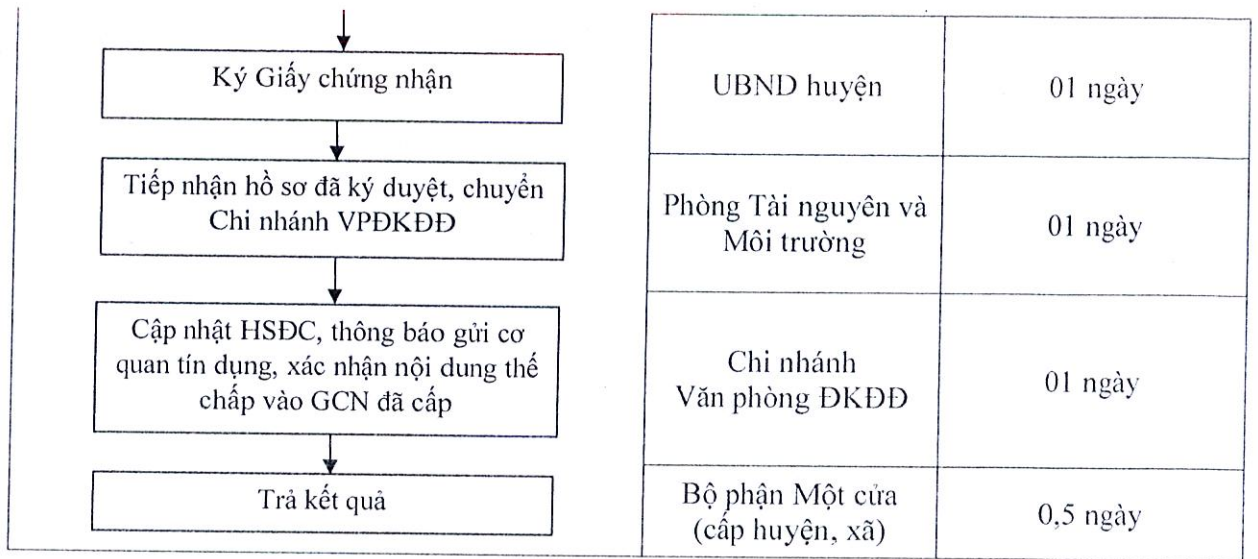 Ký Giấy chứng nhận
UBND huyện
01 ngày
Tiếp nhận hồ sơ đã ký duyệt, chuyển
Chi nhánh VPĐKĐĐ
Phòng Tài nguyên và
Môi trường
01 ngày
Cập nhật HSĐC, thông báo gửi cơ
quan tín dụng, xác nhận nội dung thế
chấp vào GCN đã cấp
Chi nhánh
Văn phòng ĐKĐĐ
01 ngày
Trả kết quả
Bộ phận Một cửa
(cấp huyện, xã)
0,5 ngày